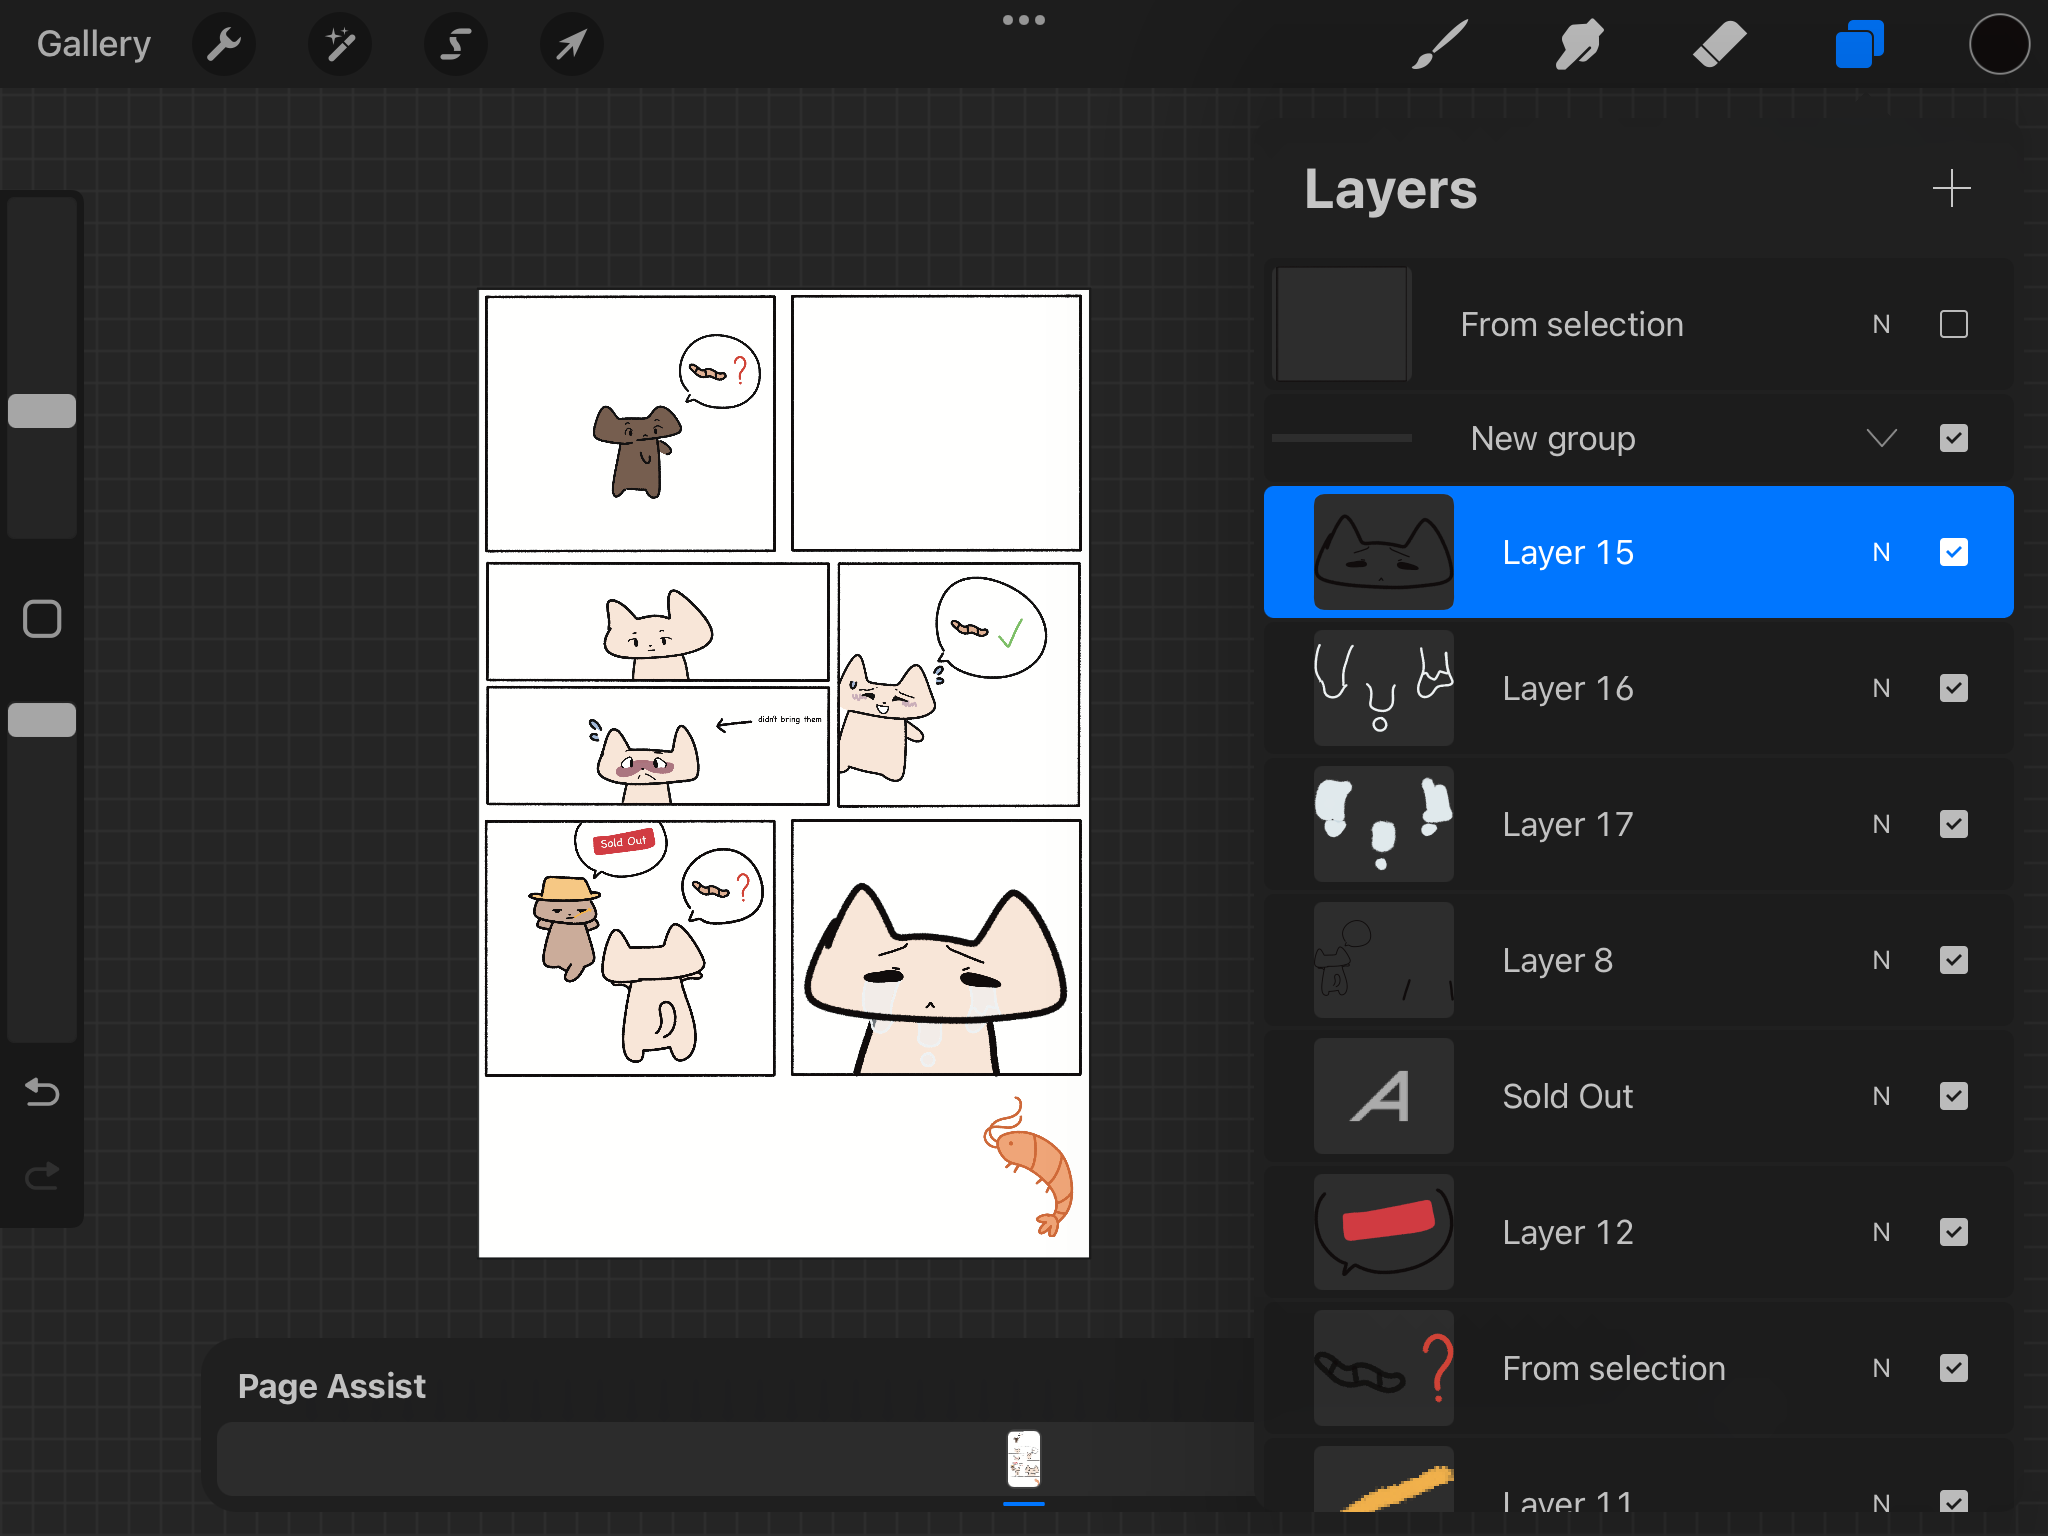 Gallery
Layers
From selection N
New group
Layer 15 N
Layer 16 N
Layer 17 N
Layer 8 N
Sold Out N
Layer 12 N
From selection N
Layer 11 N
?
didn't bring them
Sold Out
?
Page Assist